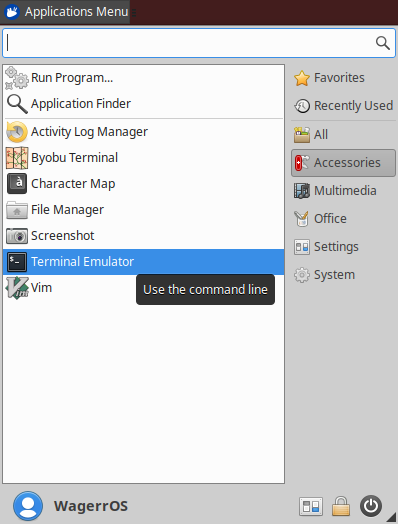 Applications Menu
Run Program...
Application Finder
Activity Log Manager
Byobu Terminal
Character Map
File Manager
Screenshot
Terminal Emulator
Vim
Use the command line
Favorites
Recently Used
All
Accessories
Multimedia
Office
Settings
System
WagerrOS